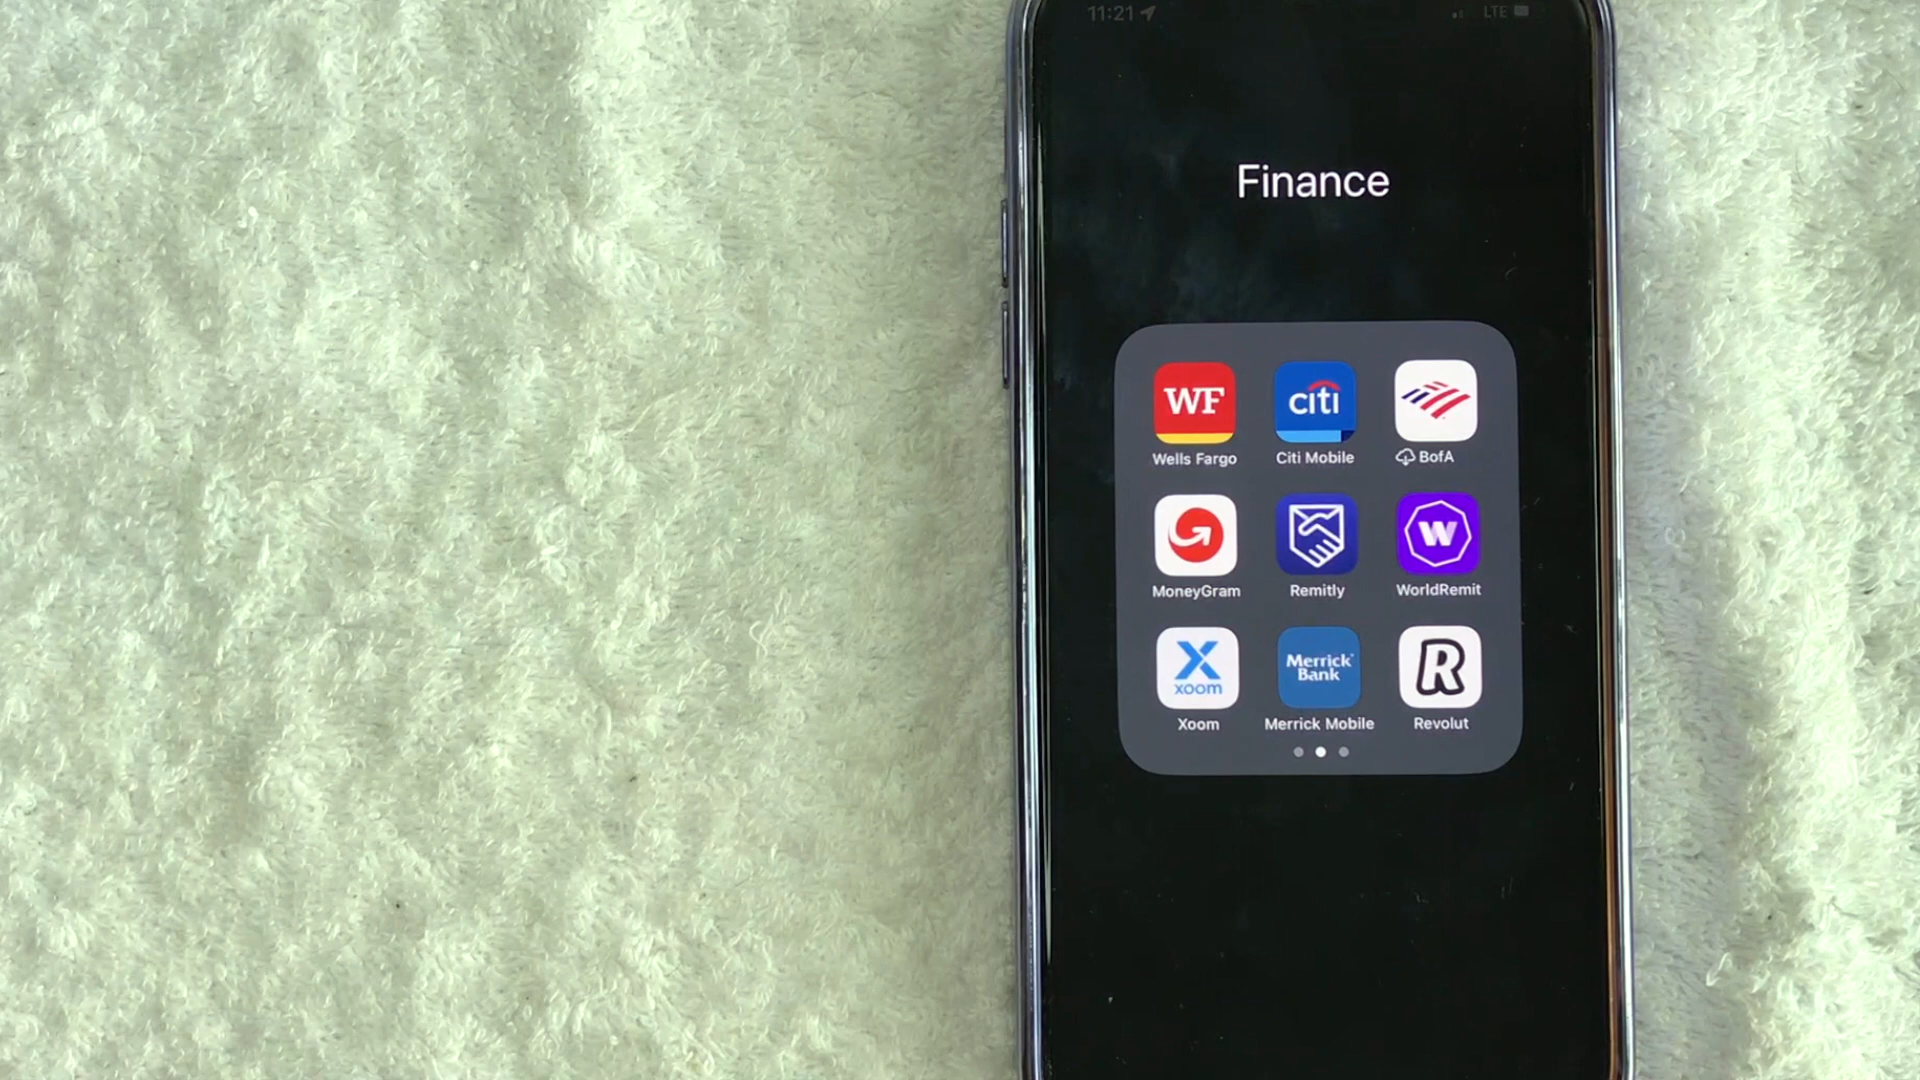 11:21
LTE
Finance
WF
citi
Wells Fargo
Citi Mobile
BofA
W
MoneyGram
Remitly
WorldRemit
X
xoom
Merrick
Bank
R
Xoom
Merrick Mobile
Revolut